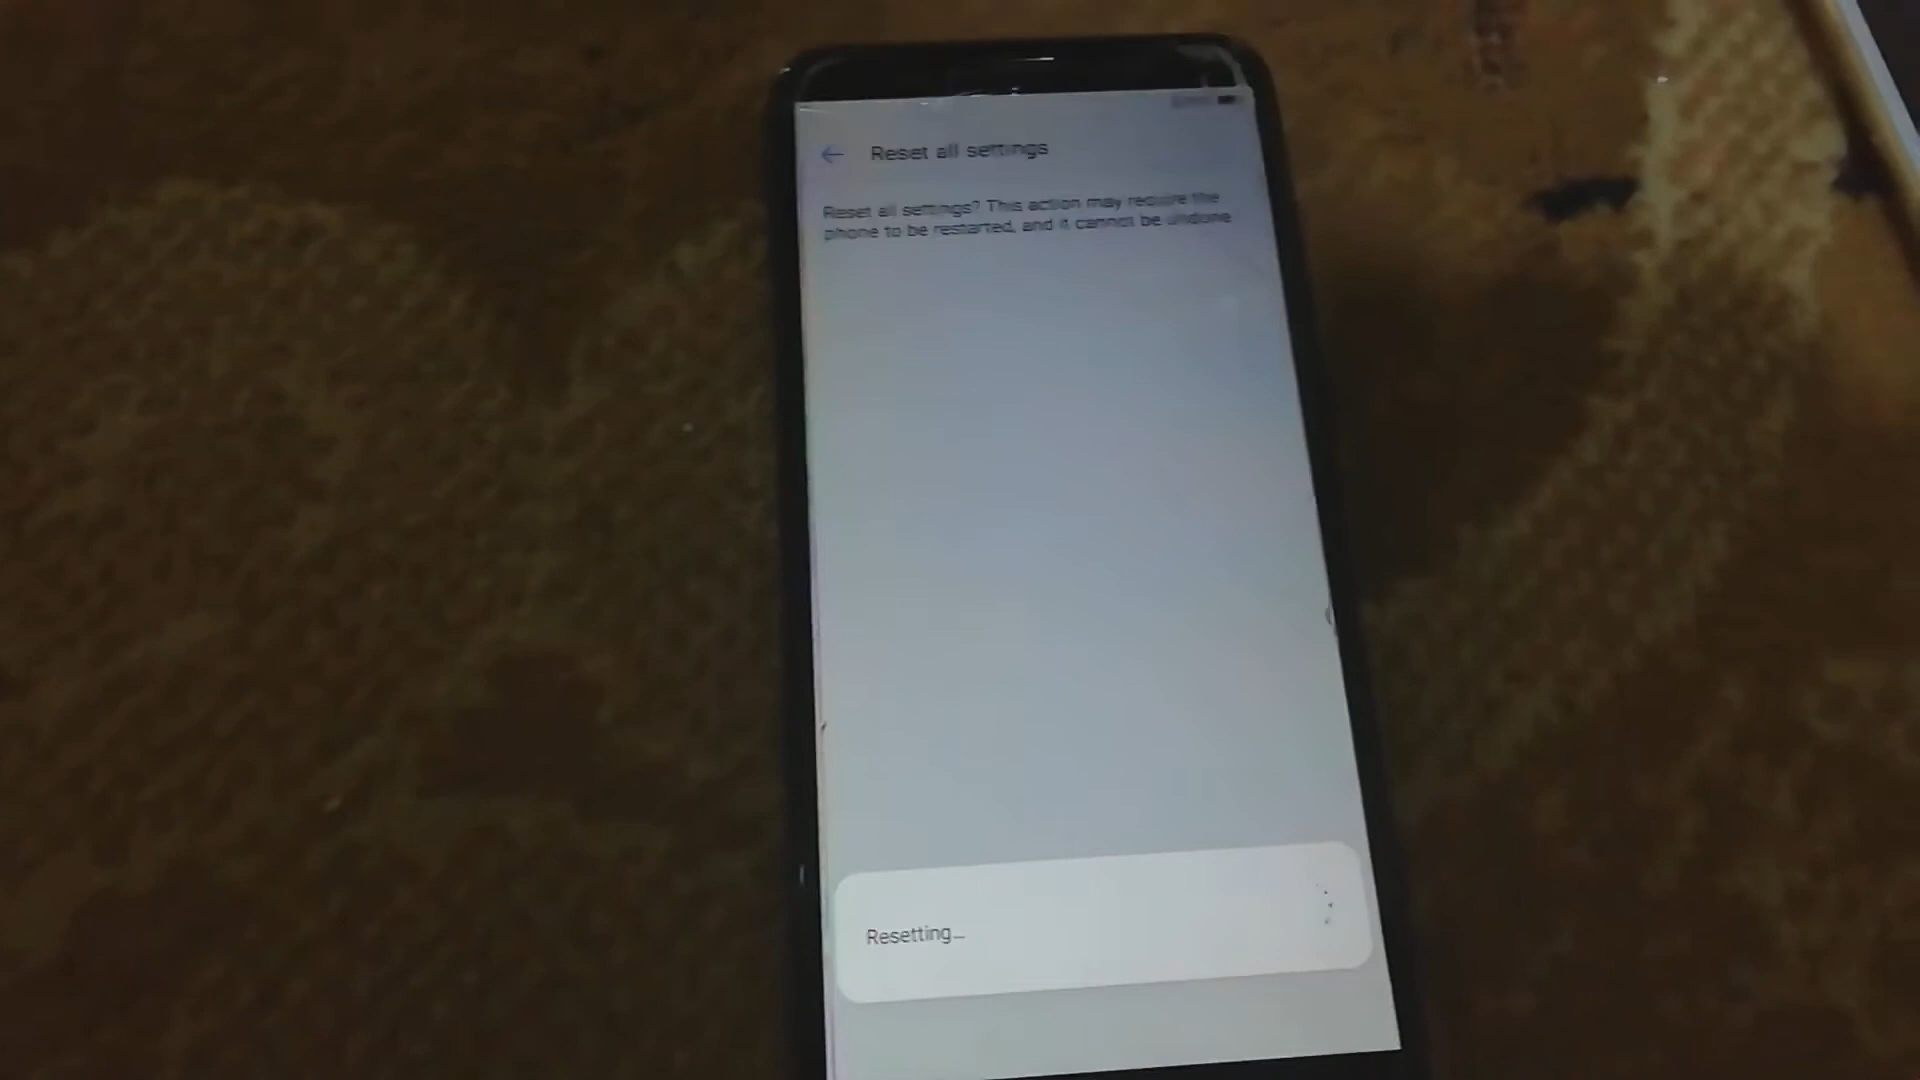 Reset all settings
Reset all settings? This action may require the
phone to be restarted, and it cannot be undone
Resetting...